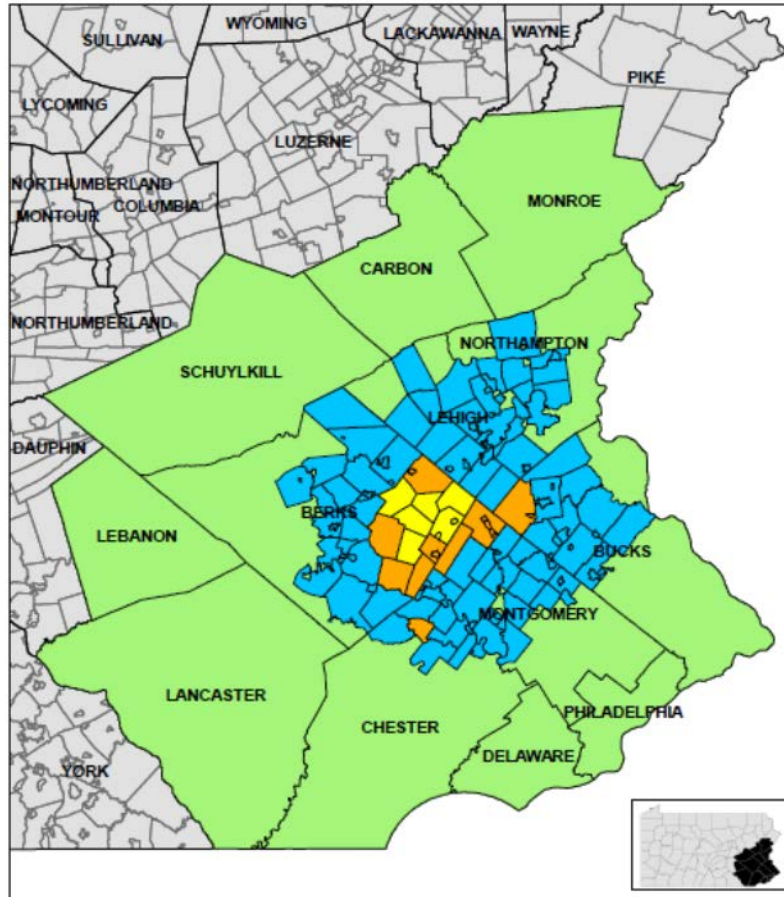 WYOMING
SULLIVAN
LACKAWANNA
WAYNE
PIKE
LYCOMING
LUZERNE
NORTHUMBERLAND
MONTOUR
COLUMBIA
MONROE
CARBON
NORTHUMBERLAND
NORTHAMPTON
SCHUYLKILL
LEHIGH
DAUPHIN
BERKS
LEBANON
BUCKS
MONTGOMERY
LANCASTER
PHILADELPHIA
CHESTER
DELAWARE
YORK